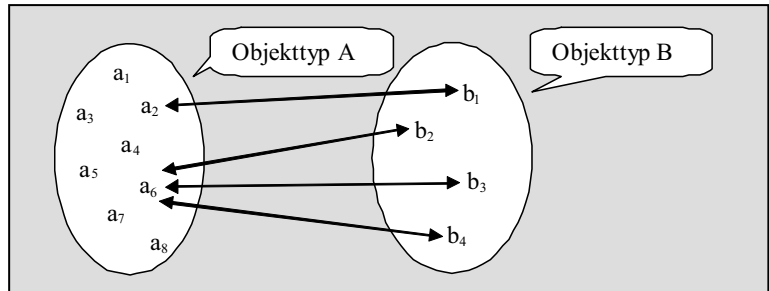 Objekttyp A
Objekttyp B
a₁
a₂
a₃
a₄
a₅
a₆
a₇
a₈
b₁
b₂
b₃
b₄